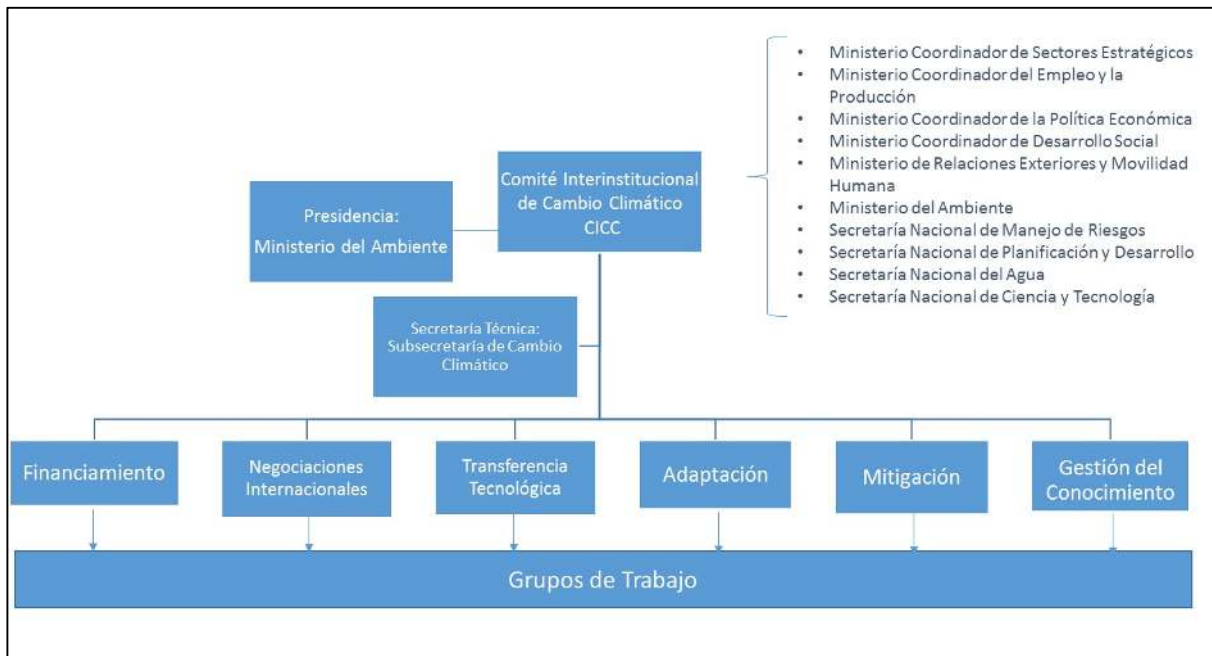 • Ministerio Coordinador de Sectores Estratégicos
• Ministerio Coordinador del Empleo y la
Producción
• Ministerio Coordinador de la Política Económica
• Ministerio Coordinador de Desarrollo Social
• Ministerio de Relaciones Exteriores y Movilidad
Humana
• Ministerio del Ambiente
• Secretaría Nacional de Manejo de Riesgos
• Secretaría Nacional de Planificación y Desarrollo
• Secretaría Nacional del Agua
• Secretaría Nacional de Ciencia y Tecnología
Comité Interinstitucional
de Cambio Climático
CICC
Presidencia:
Ministerio del Ambiente
Secretaría Técnica:
Subsecretaría de Cambio
Climático
Financiamiento
Negociaciones
Internacionales
Transferencia
Tecnológica
Adaptación
Mitigación
Gestión del
Conocimiento
Grupos de Trabajo